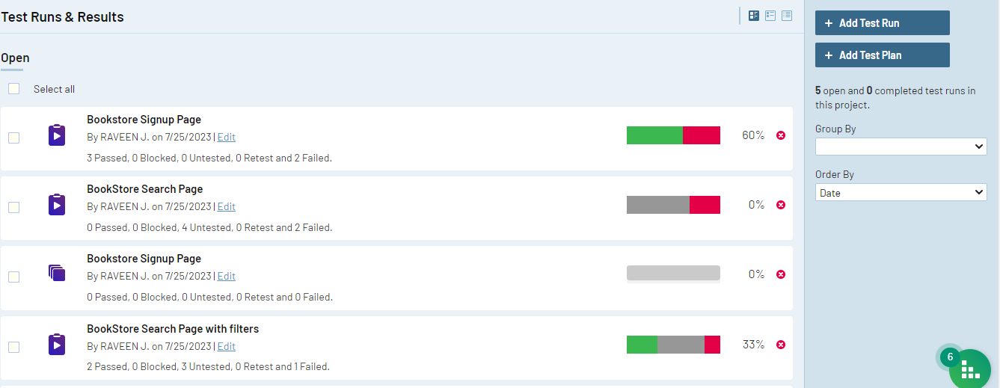 Test Runs & Results
Open
Select all
Bookstore Signup Page
By RAVEEN J. on 7/25/2023 | Edit
3 Passed, 0 Blocked, 0 Untested, 0 Retest and 2 Failed.
60%
BookStore Search Page
By RAVEEN J. on 7/25/2023 | Edit
0 Passed, 0 Blocked, 4 Untested, 0 Retest and 2 Failed.
0%
Bookstore Signup Page
By RAVEEN J. on 7/25/2023 | Edit
0 Passed, 0 Blocked, 0 Untested, 0 Retest and 0 Failed.
0%
BookStore Search Page with filters
By RAVEEN J. on 7/25/2023 | Edit
2 Passed, 0 Blocked, 3 Untested, 0 Retest and 1 Failed.
33%
+ Add Test Run
+ Add Test Plan
5 open and 0 completed test runs in
this project.
Group By
Order By
Date
6